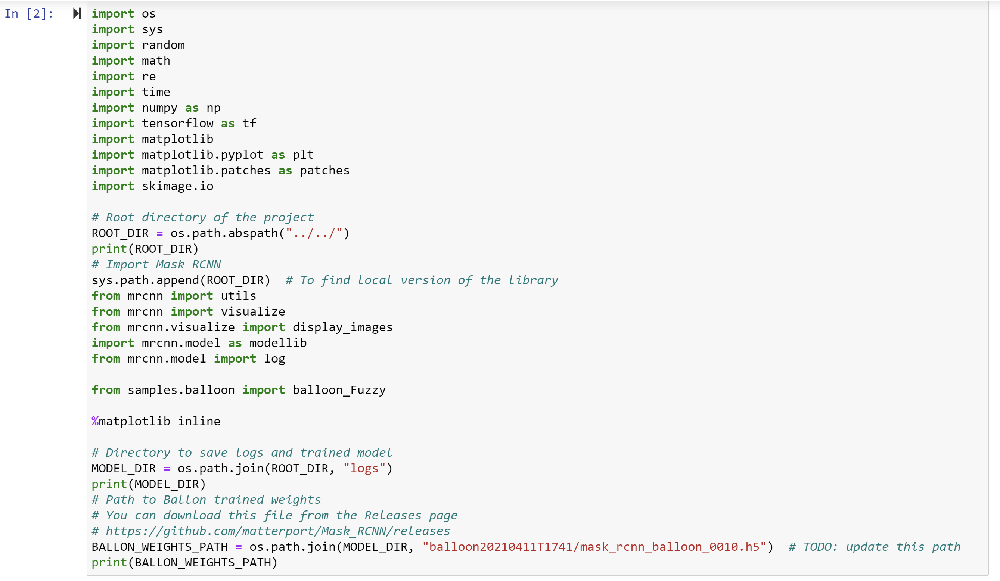 In [2]:
import os
import sys
import random
import math
import re
import time
import numpy as np
import tensorflow as tf
import matplotlib
import matplotlib.pyplot as plt
import matplotlib.patches as patches
import skimage.io
# Root directory of the project
ROOT_DIR = os.path.abspath("../../")
print(ROOT_DIR)
# Import Mask RCNN
sys.path.append(ROOT_DIR)  # To find local version of the library
from mrcnn import utils
from mrcnn import visualize
from mrcnn.visualize import display_images
import mrcnn.model as modellib
from mrcnn.model import log
from samples.balloon import balloon_Fuzzy
%matplotlib inline
# Directory to save logs and trained model
MODEL_DIR = os.path.join(ROOT_DIR, "logs")
print(MODEL_DIR)
# Path to Ballon trained weights
# You can download this file from the Releases page
# https://github.com/matterport/Mask_RCNN/releases
BALLON_WEIGHTS_PATH = os.path.join(MODEL_DIR, "balloon20210411T1741/mask_rcnn_balloon_0010.h5")  # TODO: update this path
print(BALLON_WEIGHTS_PATH)